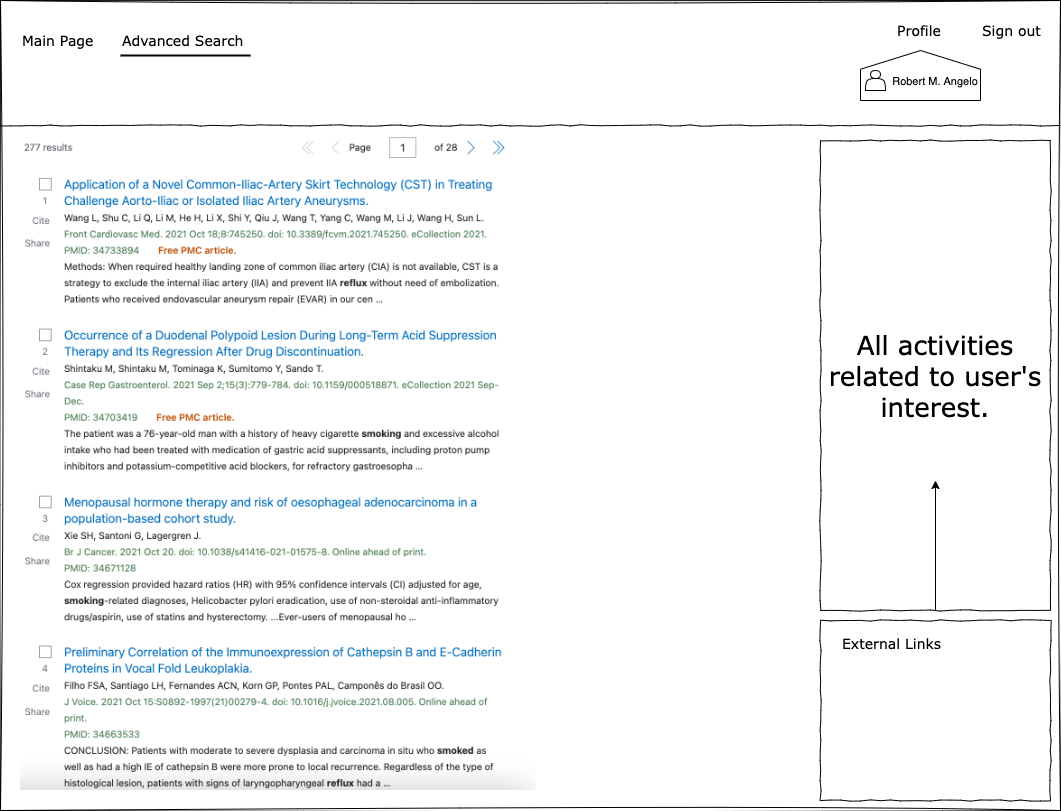 Main Page
Advanced Search
Profile
Sign out
Robert M. Angelo
277 results
Page
1
of 28
Application of a Novel Common-Iliac-Artery Skirt Technology (CST) in Treating
Challenge Aorto-Iliac or Isolated Iliac Artery Aneurysms.
1
Cite
Share
Wang L, Shu C, Li Q, Li M, He H, Li X, Shi Y, Qiu J, Wang T, Yang C, Wang M, Li J, Wang H, Sun L.
Front Cardiovasc Med. 2021 Oct 18;8:745250. doi: 10.3389/fcvm.2021.745250. eCollection 2021.
PMID: 34733894 Free PMC article.
Methods: When required healthy landing zone of common iliac artery (CIA) is not available, CST is a
strategy to exclude the internal iliac artery (IIA) and prevent IIA reflux without need of embolization.
Patients who received endovascular aneurysm repair (EVAR) in our cen ...
Occurrence of a Duodenal Polypoid Lesion During Long-Term Acid Suppression
Therapy and Its Regression After Drug Discontinuation.
2
Cite
Share
Shintaku M, Shintaku M, Tominaga K, Sumitomo Y, Sando T.
Case Rep Gastroenterol. 2021 Sep 2;15(3):779-784. doi: 10.1159/000518871. eCollection 2021 Sep-
Dec.
PMID: 34703419 Free PMC article.
The patient was a 76-year-old man with a history of heavy cigarette smoking and excessive alcohol
intake who had been treated with medication of gastric acid suppressants, including proton pump
inhibitors and potassium-competitive acid blockers, for refractory gastroesopha ...
Menopausal hormone therapy and risk of oesophageal adenocarcinoma in a
population-based cohort study.
3
Cite
Share
Xie SH, Santoni G, Lagergren J.
Br J Cancer. 2021 Oct 20. doi: 10.1038/s41416-021-01575-8. Online ahead of print.
PMID: 34671128
Cox regression provided hazard ratios (HR) with 95% confidence intervals (CI) adjusted for age,
smoking-related diagnoses, Helicobacter pylori eradication, use of non-steroidal anti-inflammatory
drugs/aspirin, use of statins and hysterectomy. ...Ever-users of menopausal ho ...
Preliminary Correlation of the Immunoexpression of Cathepsin B and E-Cadherin
Proteins in Vocal Fold Leukoplakia.
4
Cite
Share
Filho FSA, Santiago LH, Fernandes ACN, Korn GP, Pontes PAL, Camponês do Brasil OO.
J Voice. 2021 Oct 15:S0892-1997(21)00279-4. doi: 10.1016/j.jvoice.2021.08.005. Online ahead of
print.
PMID: 34663533
CONCLUSION: Patients with moderate to severe dysplasia and carcinoma in situ who smoked as
well as had a high IE of cathepsin B were more prone to local recurrence. Regardless of the type of
histological lesion, patients with signs of laryngopharyngeal reflux had a ...
All activities
related to user's
interest.
External Links